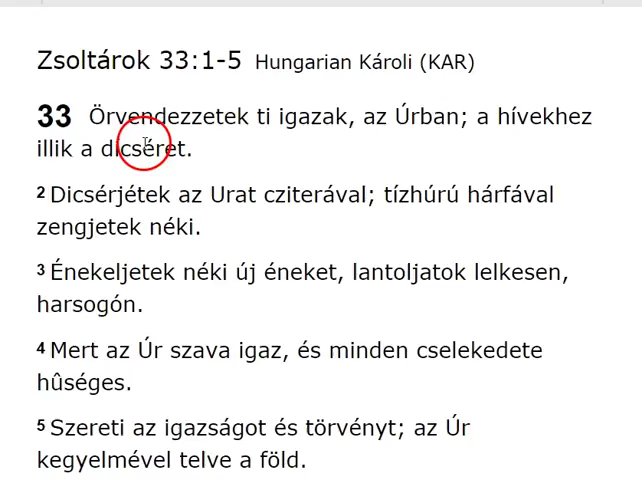 Zsoltárok 33:1-5 Hungarian Károli (KAR)
33 Örvendezzetek ti igazak, az Úrban; a hívekhez
illik a dicséret.
2 Dicsérjétek az Urat cziterával; tízhúrú hárfával
zengjetek néki.
3 Énekeljetek néki új éneket, lantoljatok lelkesen,
harsogón.
4 Mert az Úr szava igaz, és minden cselekedete
hûséges.
5 Szereti az igazságot és törvényt; az Úr
kegyelmével telve a föld.